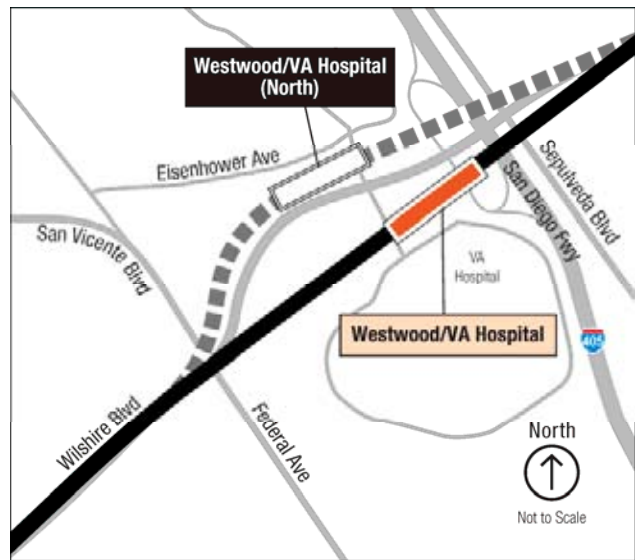 Westwood/VA Hospital
(North)
Eisenhower Ave
Sepulveda Blvd
San Diego Fwy
San Vicente Blvd
VA
Hospital
Westwood/VA Hospital
405
Wilshire Blvd
Federal Ave
North
Not to Scale